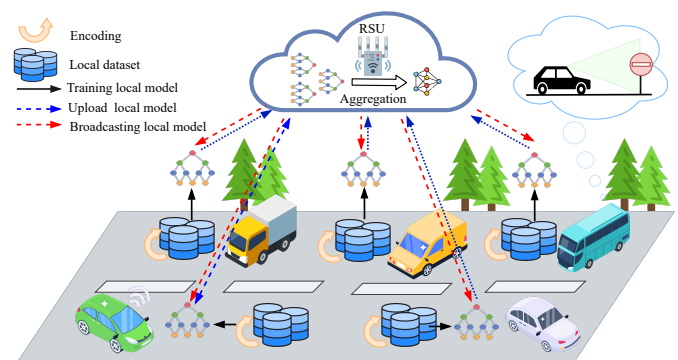 Encoding
Local dataset
Training local model
Upload local model
Broadcasting local model
RSU
Aggregation